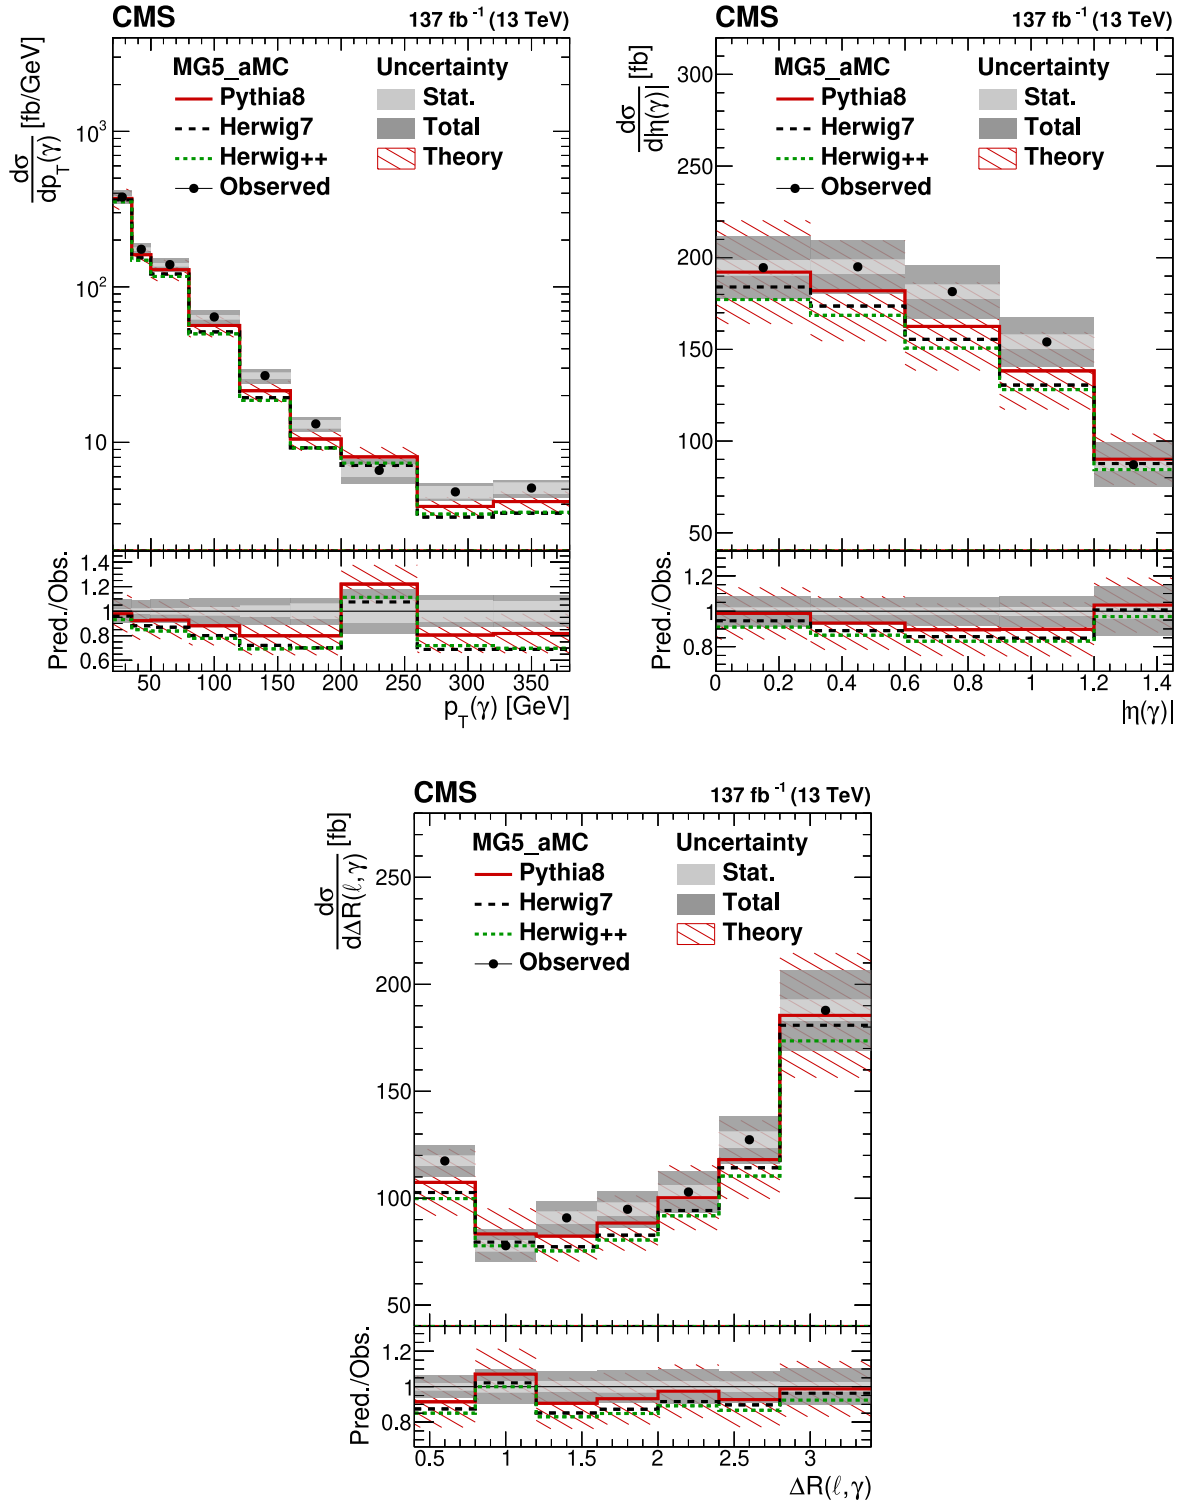 CMS
137 fb⁻¹ (13 TeV)
dσ/dp_T(γ) [fb/GeV]
MG5_aMC
Uncertainty
Pythia8
Stat.
Herwig7
Total
Herwig++
Theory
Observed
10³
10²
10
Pred./Obs.
1.4
1.2
1
0.8
0.6
50 100 150 200 250 300 350
p_T(γ) [GeV]
CMS
137 fb⁻¹ (13 TeV)
dσ/d|η(γ)| [fb]
MG5_aMC
Uncertainty
Pythia8
Stat.
Herwig7
Total
Herwig++
Theory
Observed
300
250
200
150
100
50
Pred./Obs.
1.2
1
0.8
0 0.2 0.4 0.6 0.8 1 1.2 1.4
|η(γ)|
CMS
137 fb⁻¹ (13 TeV)
dσ/dΔR(ℓ,γ) [fb]
MG5_aMC
Uncertainty
Pythia8
Stat.
Herwig7
Total
Herwig++
Theory
Observed
250
200
150
100
50
Pred./Obs.
1.2
1
0.8
0.5 1 1.5 2 2.5 3
ΔR(ℓ,γ)